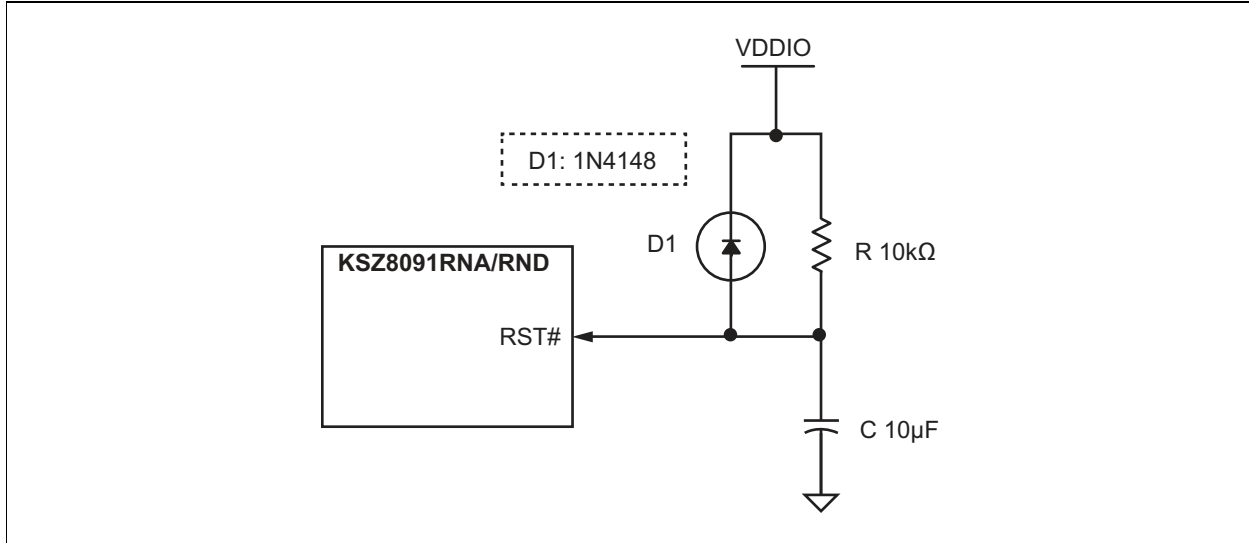 VDDIO
D1: 1N4148
D1
R 10kΩ
KSZ8091RNA/RND
RST#
C 10µF